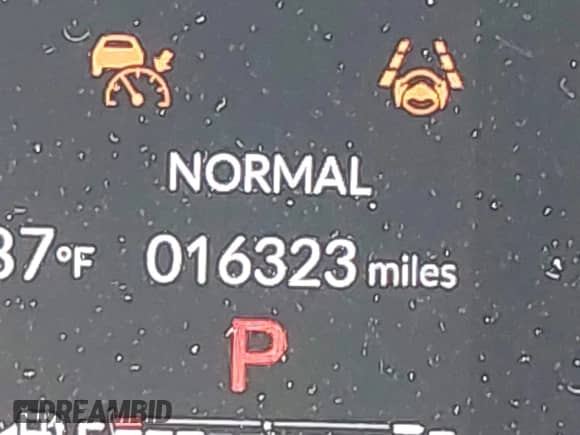 NORMAL
37°F 016323 miles
P
DREAMBID